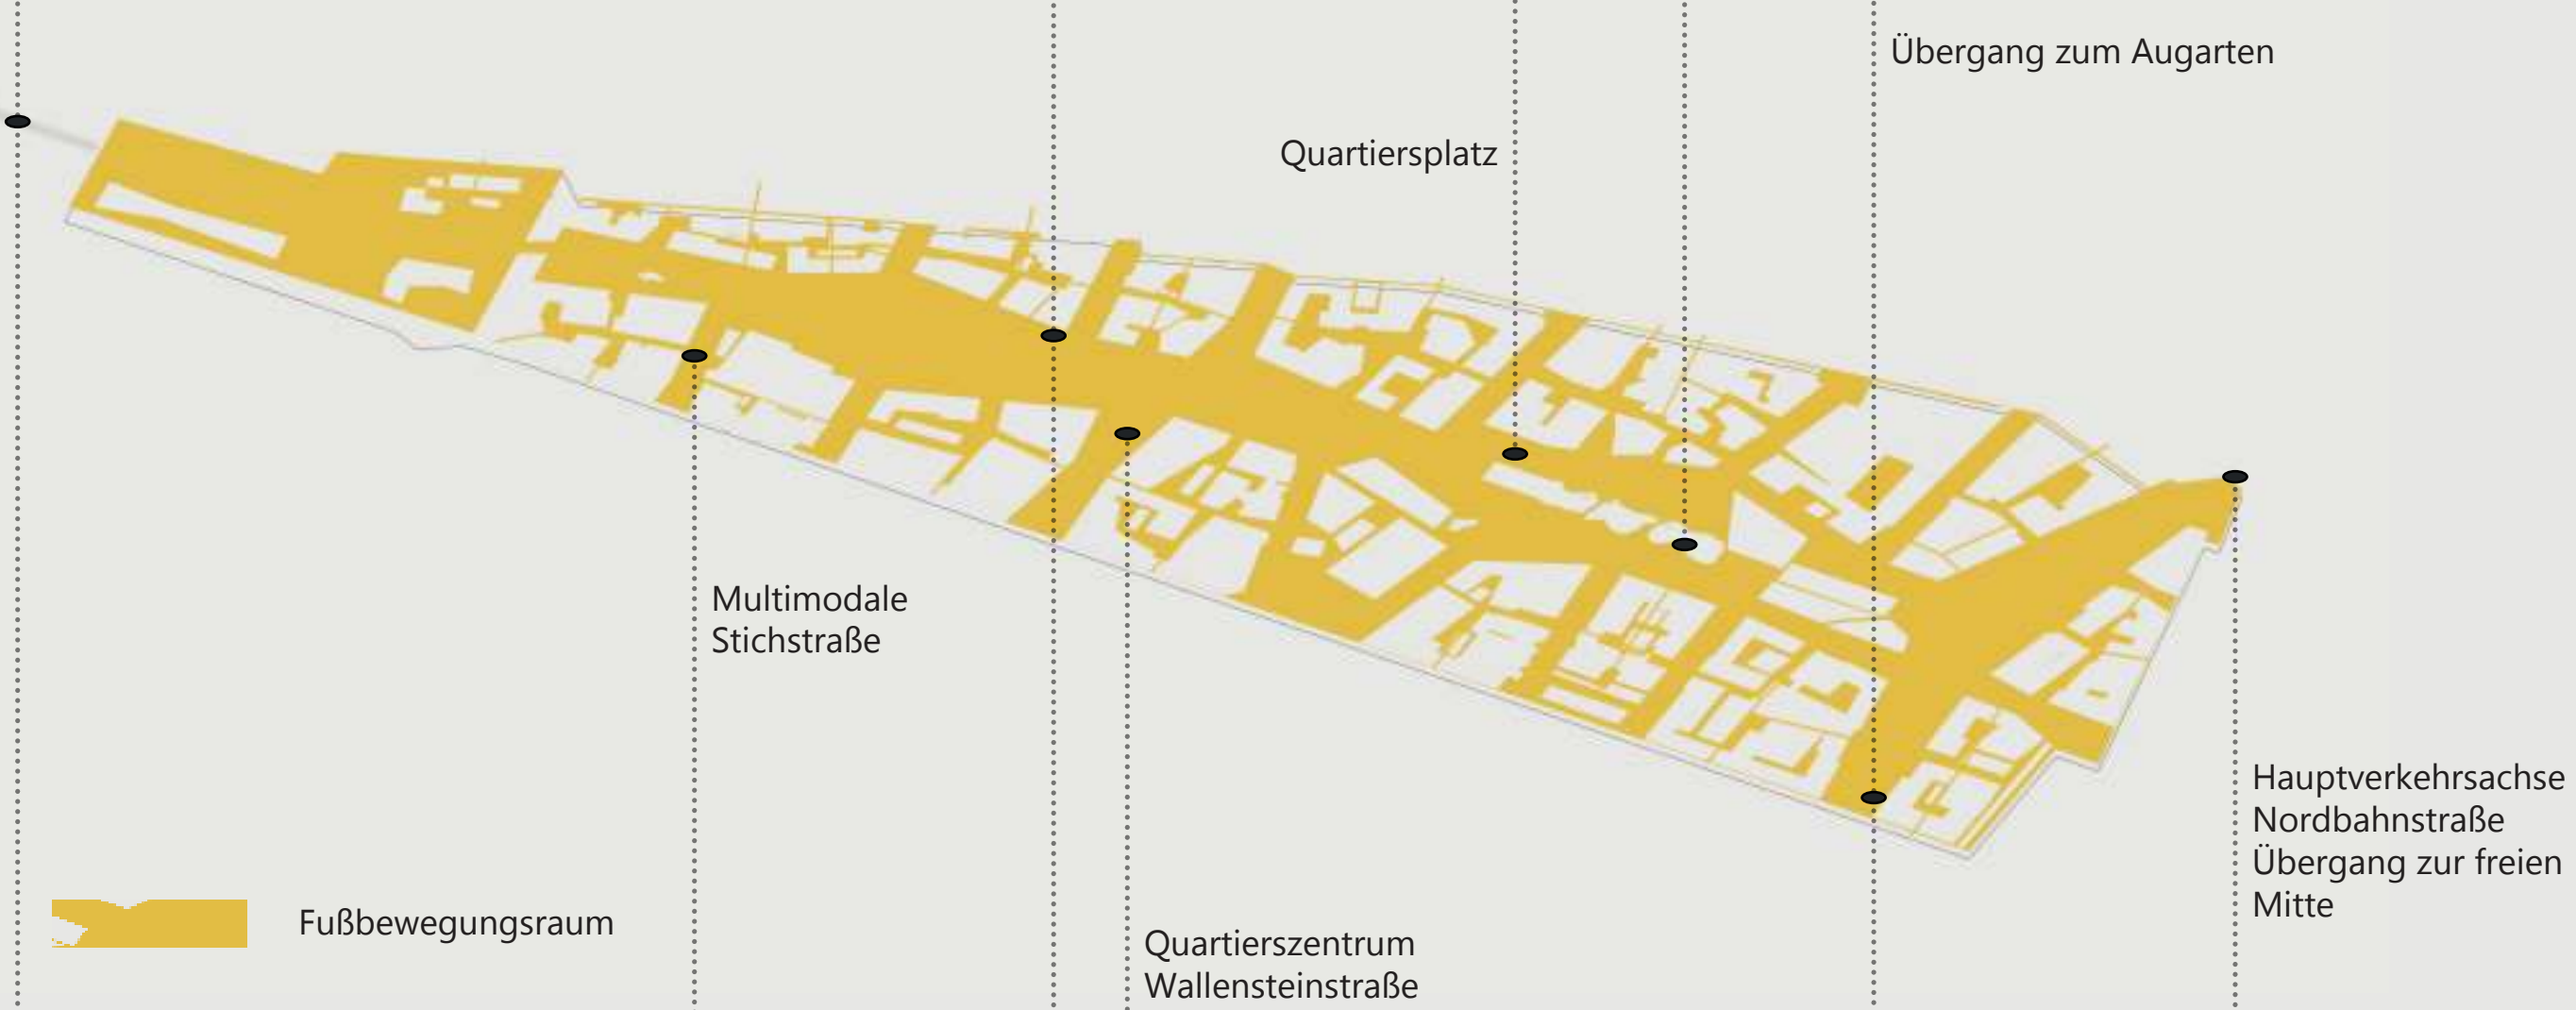 Übergang zum Augarten
Quartiersplatz
Multimodale
Stichstraße
Hauptverkehrsachse
Nordbahnstraße
Übergang zur freien
Mitte
Fußbewegungsraum
Quartierszentrum
Wallensteinstraße